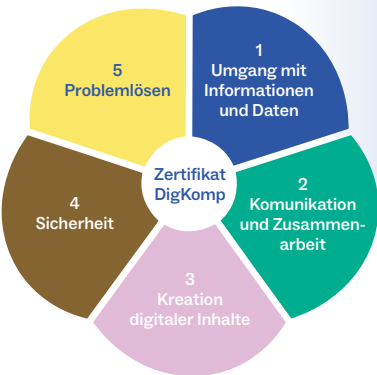 Zertifikat
DigKomp
1
Umgang mit
Informationen
und Daten
2
Komunikation
und Zusammen-
arbeit
3
Kreation
digitaler Inhalte
4
Sicherheit
5
Problemlösen